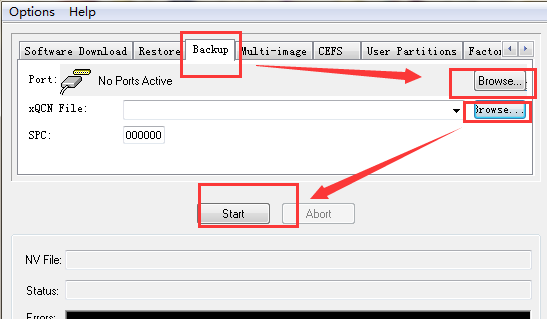 Options Help
Software Download Restore Backup Multi-image CEFS User Partitions Factor
Port: No Ports Active Browse...
xQCN File: Browse...
SPC: 000000
Start Abort
NV File:
Status:
Errors: